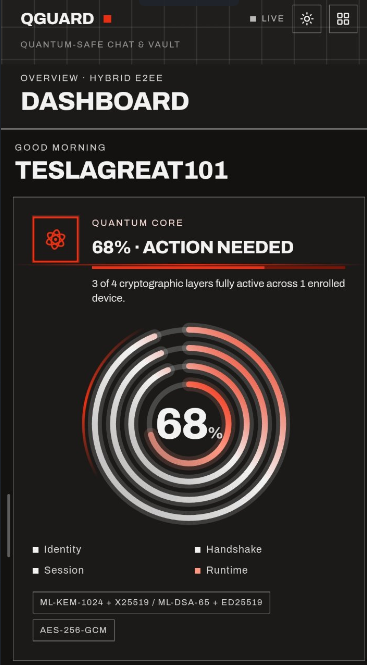 QGUARD
LIVE
QUANTUM-SAFE CHAT & VAULT
OVERVIEW · HYBRID E2EE
DASHBOARD
GOOD MORNING
TESLAGREAT101
QUANTUM CORE
68% · ACTION NEEDED
3 of 4 cryptographic layers fully active across 1 enrolled
device.
68%
Identity
Handshake
Session
Runtime
ML-KEM-1024 + X25519 / ML-DSA-65 + ED25519
AES-256-GCM